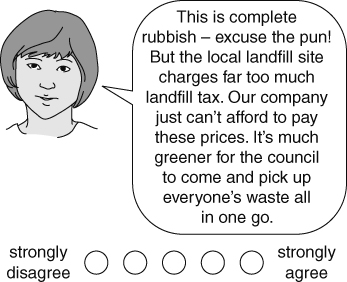 This is complete
rubbish – excuse the pun!
But the local landfill site
charges far too much
landfill tax. Our company
just can’t afford to pay
these prices. It’s much
greener for the council
to come and pick up
everyone’s waste all
in one go.
strongly
disagree
strongly
agree